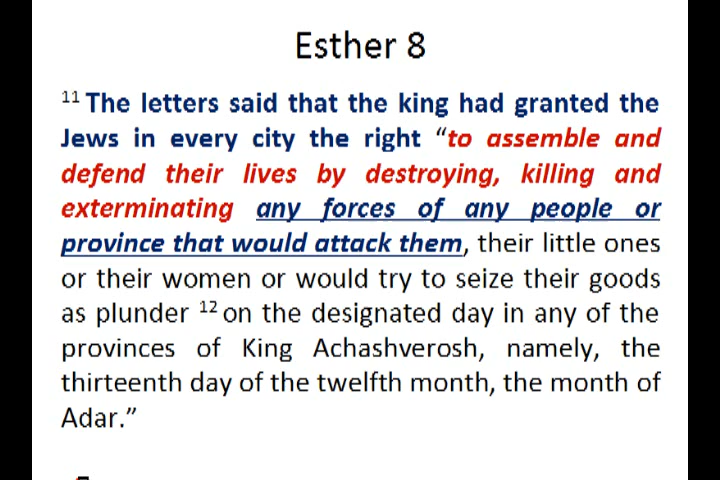 Esther 8
11 The letters said that the king had granted the
Jews in every city the right “to assemble and
defend their lives by destroying, killing and
exterminating any forces of any people or
province that would attack them, their little ones
or their women or would try to seize their goods
as plunder 12 on the designated day in any of the
provinces of King Achashverosh, namely, the
thirteenth day of the twelfth month, the month of
Adar.”